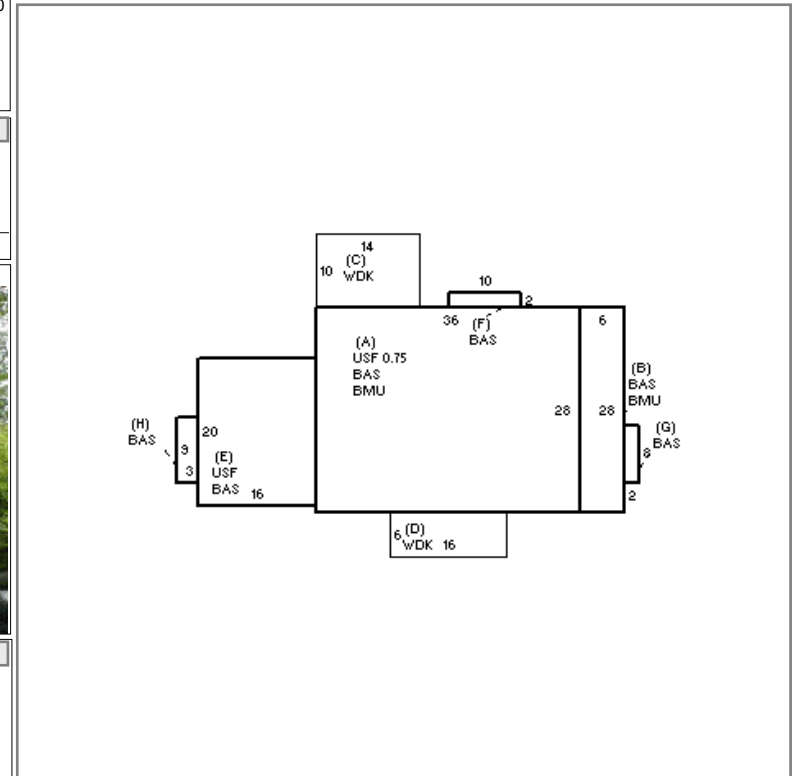 14
(C)
10
WDK
10
2
36
(F)
BAS
6
(A)
USF 0.75
BAS
BMU
(B)
BAS
BMU
28
28
(H)
BAS
(G)
BAS
20
9
8
3
(E)
USF
BAS
16
2
6
(D)
WDK 16